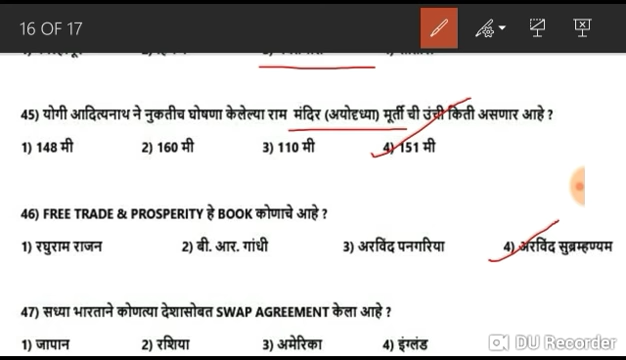 16 OF 17
45) योगी आदित्यनाथ ने नुकतीच घोषणा केलेल्या राम मंदिर (अयोद्ध्या) मूर्ती ची उंची किती असणार आहे ?
1) 148 मी 2) 160 मी 3) 110 मी 4) 151 मी
46) FREE TRADE & PROSPERITY हे BOOK कोणाचे आहे ?
1) रघुराम राजन 2) बी. आर. गांधी 3) अरविंद पनगरिया 4) अरविंद सुब्रम्हण्यम
47) सध्या भारताने कोणत्या देशासोबत SWAP AGREEMENT केला आहे ?
1) जापान 2) रशिया 3) अमेरिका 4) इंग्लंड
DU Recorder